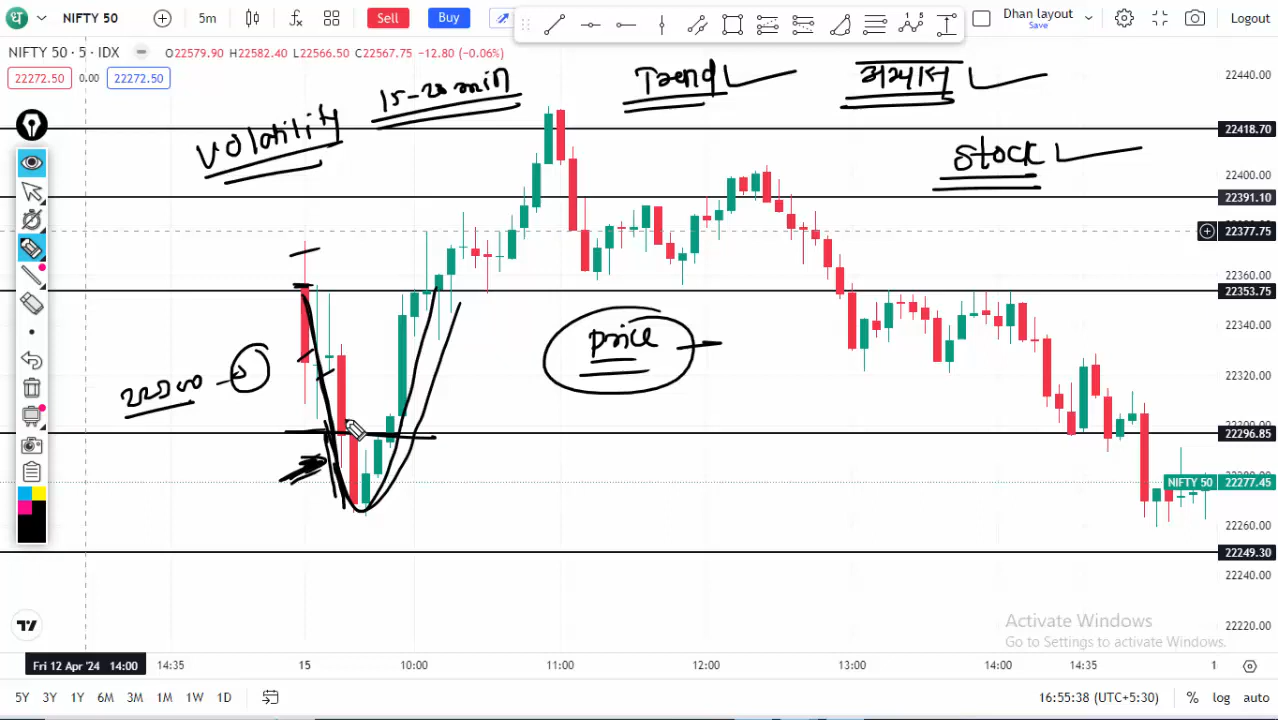 ध 5m fx Sell Buy Dhan layout Save Logout
NIFTY 50 · 5 · IDX O22579.90 H22582.40 L22566.50 C22567.75 −12.80 (−0.06%)
22272.50 0.00 22272.50
22440.00
Volatility
15-20 min
Trend
Stock
22418.70
22400.00
22391.10
22377.75
22360.00
22353.75
22340.00
price
22320.00
22296.85
NIFTY 50 22277.45
22260.00
22249.30
22240.00
22220.00
Activate Windows
Go to Settings to activate Windows.
Fri 12 Apr '24 14:00 14:35 15 10:00 11:00 12:00 13:00 14:00 14:35 1
5Y 3Y 1Y 6M 3M 1M 1W 1D 16:55:38 (UTC+5:30) % log auto